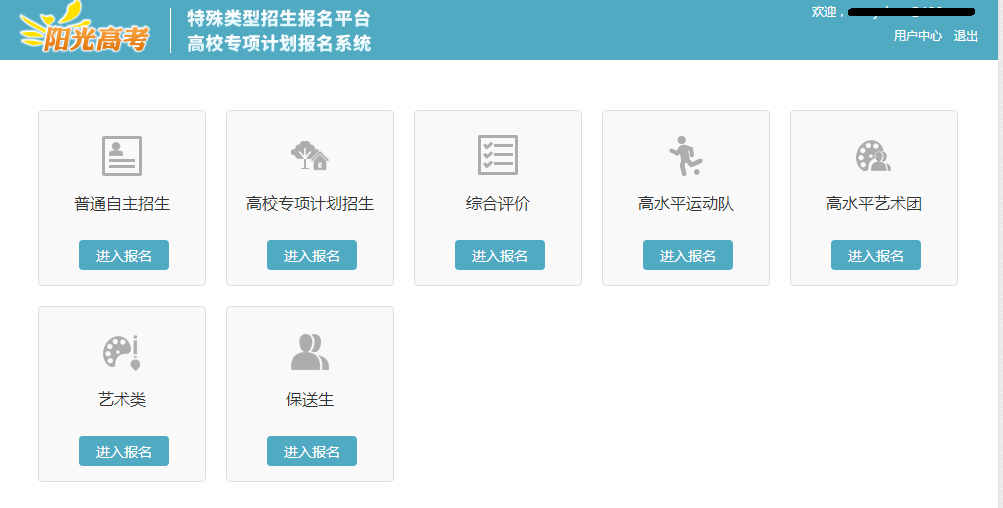 阳光高考
特殊类型招生报名平台
高校专项计划报名系统
欢迎，
用户中心 退出
普通自主招生
进入报名
高校专项计划招生
进入报名
综合评价
进入报名
高水平运动队
进入报名
高水平艺术团
进入报名
艺术类
进入报名
保送生
进入报名